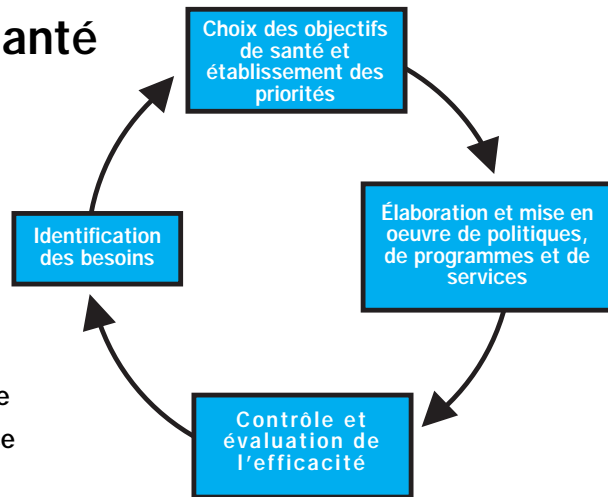 anté
Choix des objectifs
de santé et
établissement des
priorités
Élaboration et mise en
oeuvre de politiques,
de programmes et de
services
Contrôle et
évaluation de
l'efficacité
Identification
des besoins
e
e